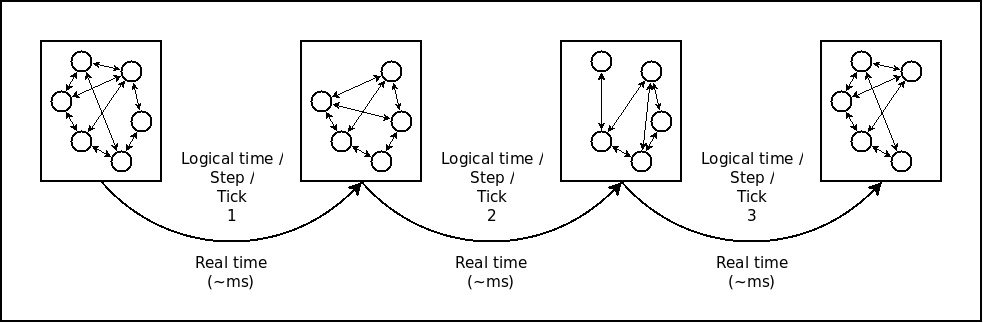 Logical time /
Step /
Tick
1
Real time
(~ms)
Logical time /
Step /
Tick
2
Real time
(~ms)
Logical time /
Step /
Tick
3
Real time
(~ms)